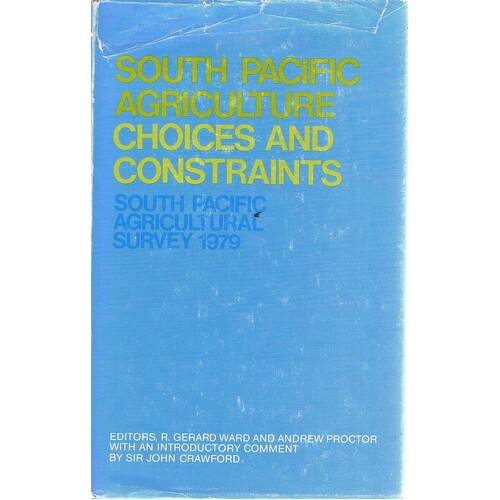 SOUTH PACIFIC
AGRICULTURE
CHOICES AND
CONSTRAINTS
SOUTH PACIFIC
AGRICULTURAL
SURVEY 1979
EDITORS, R. GERARD WARD AND ANDREW PROCTOR
WITH AN INTRODUCTORY COMMENT
BY SIR JOHN CRAWFORD